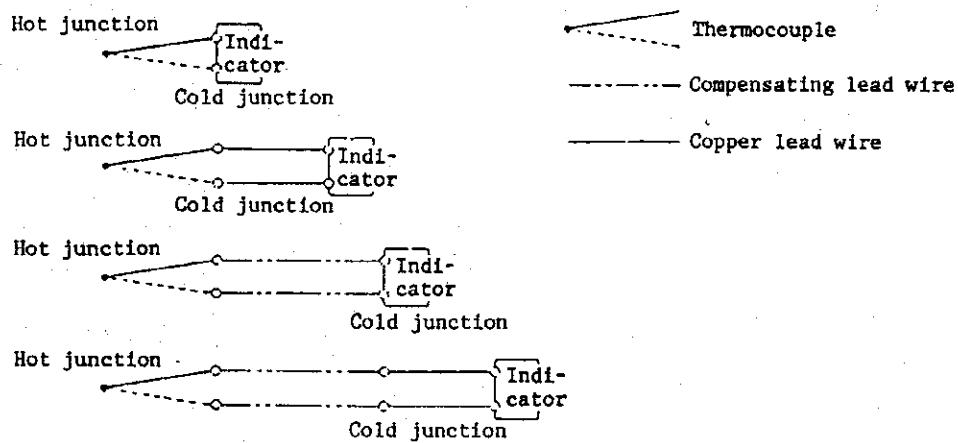 Hot junction
Indi-
cator
Cold junction
Hot junction
Indi-
cator
Cold junction
Hot junction
Indi-
cator
Cold junction
Hot junction
Indi-
cator
Cold junction
Thermocouple
Compensating lead wire
Copper lead wire